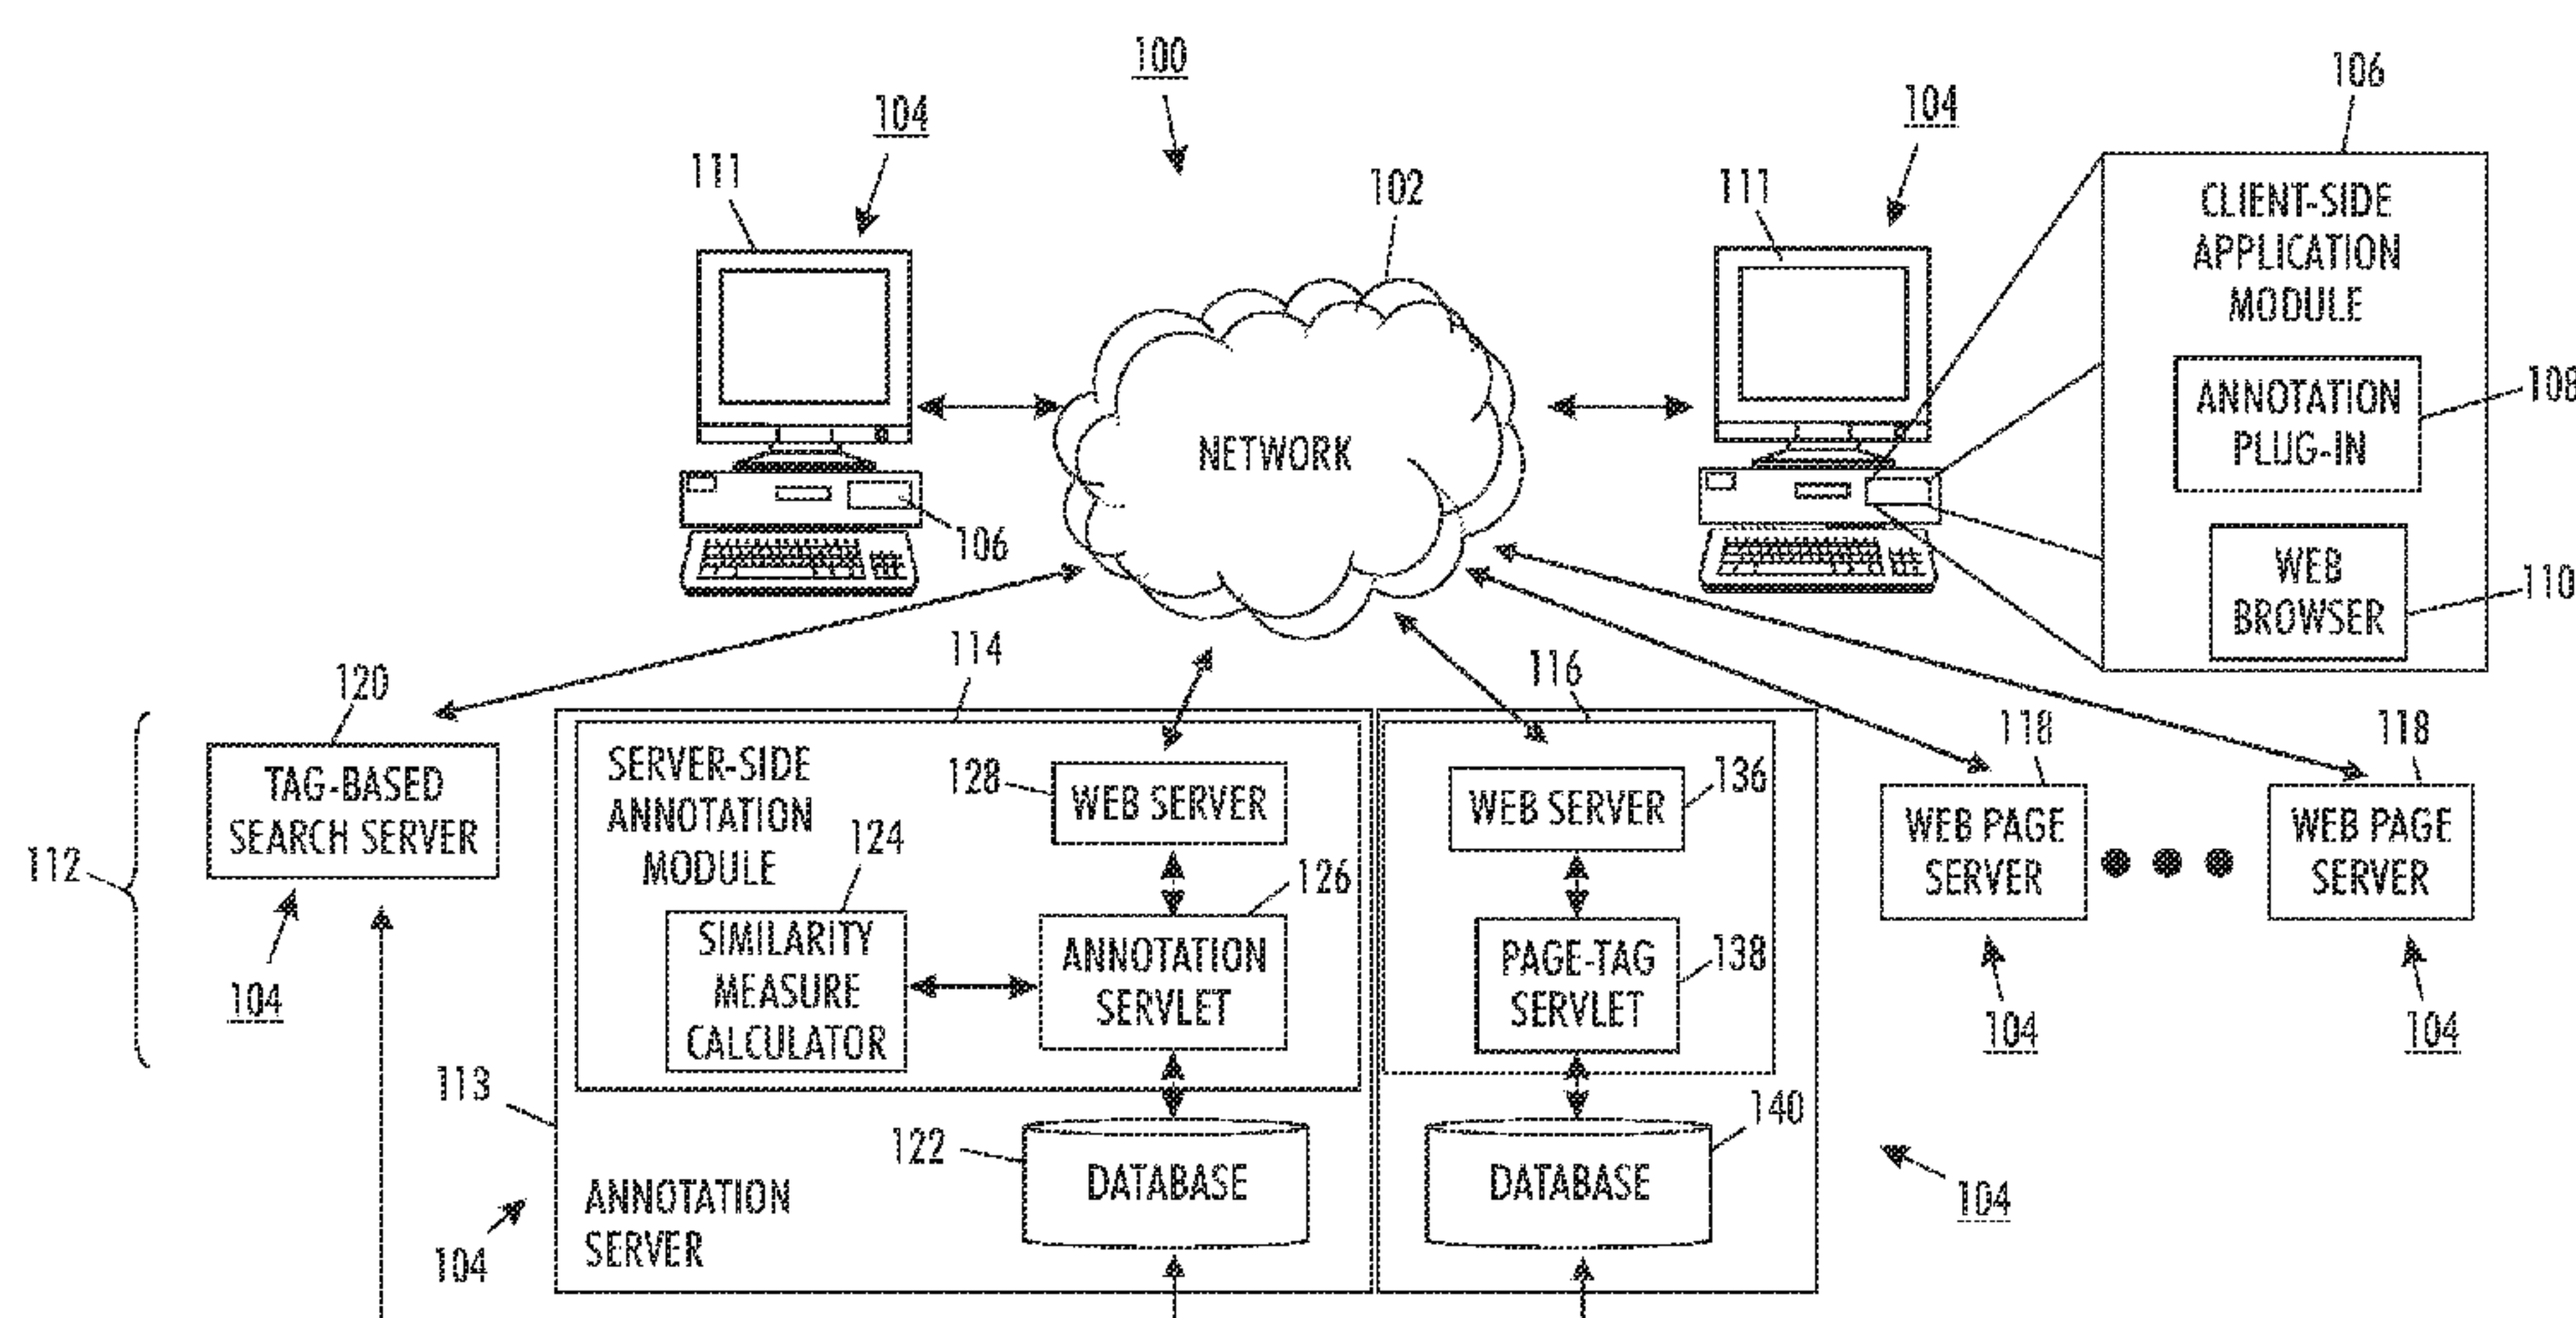 100
106
104
104
111
102
111
CLIENT-SIDE
APPLICATION
MODULE
ANNOTATION
PLUG-IN
108
NETWORK
106
WEB
BROWSER
110
114
116
120
118
118
TAG-BASED
SEARCH SERVER
SERVER-SIDE
ANNOTATION
MODULE
128
WEB SERVER
136
WEB SERVER
WEB PAGE
SERVER
WEB PAGE
SERVER
112
124
126
SIMILARITY
MEASURE
CALCULATOR
ANNOTATION
SERVLET
PAGE-TAG
SERVLET
138
104
104
104
113
122
DATABASE
140
DATABASE
104
ANNOTATION
SERVER
104